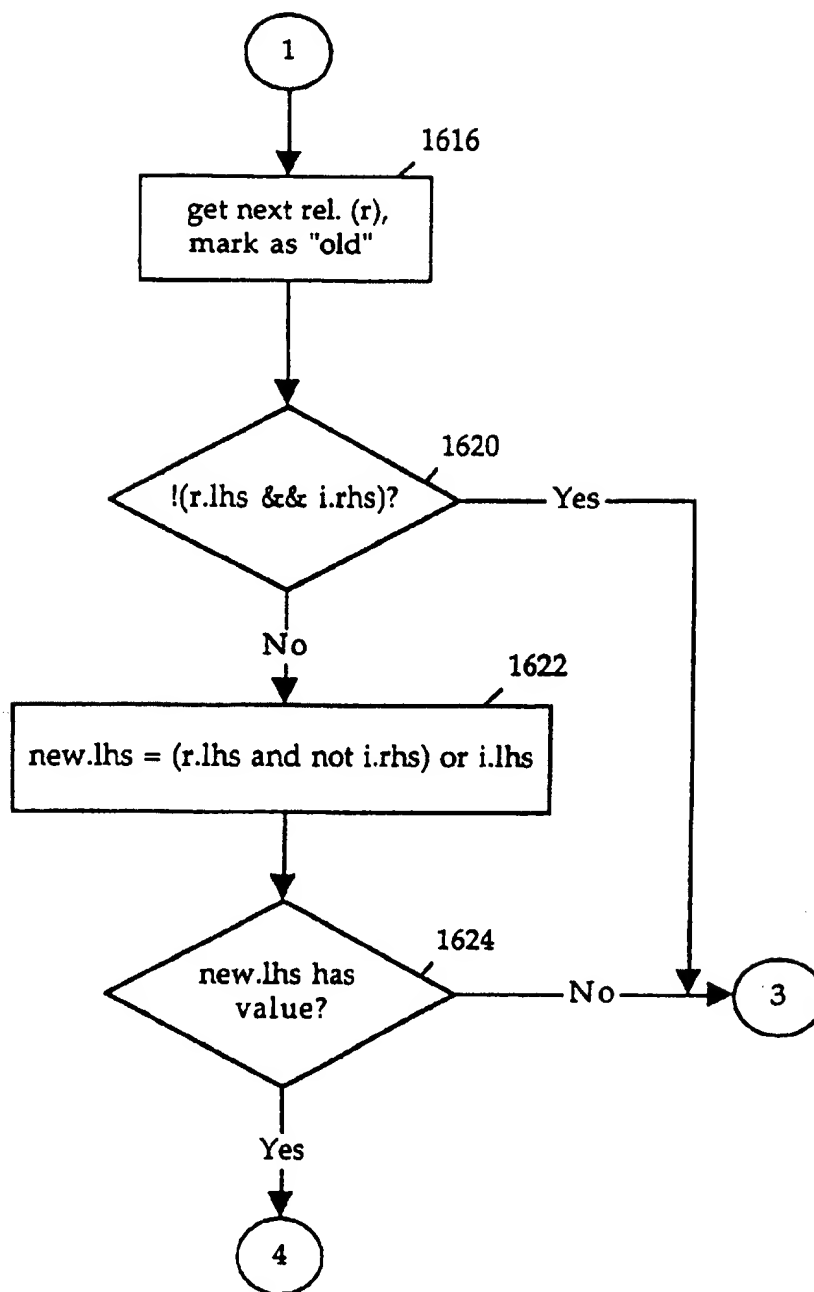 1
1616
get next rel. (r),
mark as "old"
1620
!(r.lhs && i.rhs)?
Yes
No
1622
new.lhs = (r.lhs and not i.rhs) or i.lhs
1624
new.lhs has
value?
No
3
Yes
4